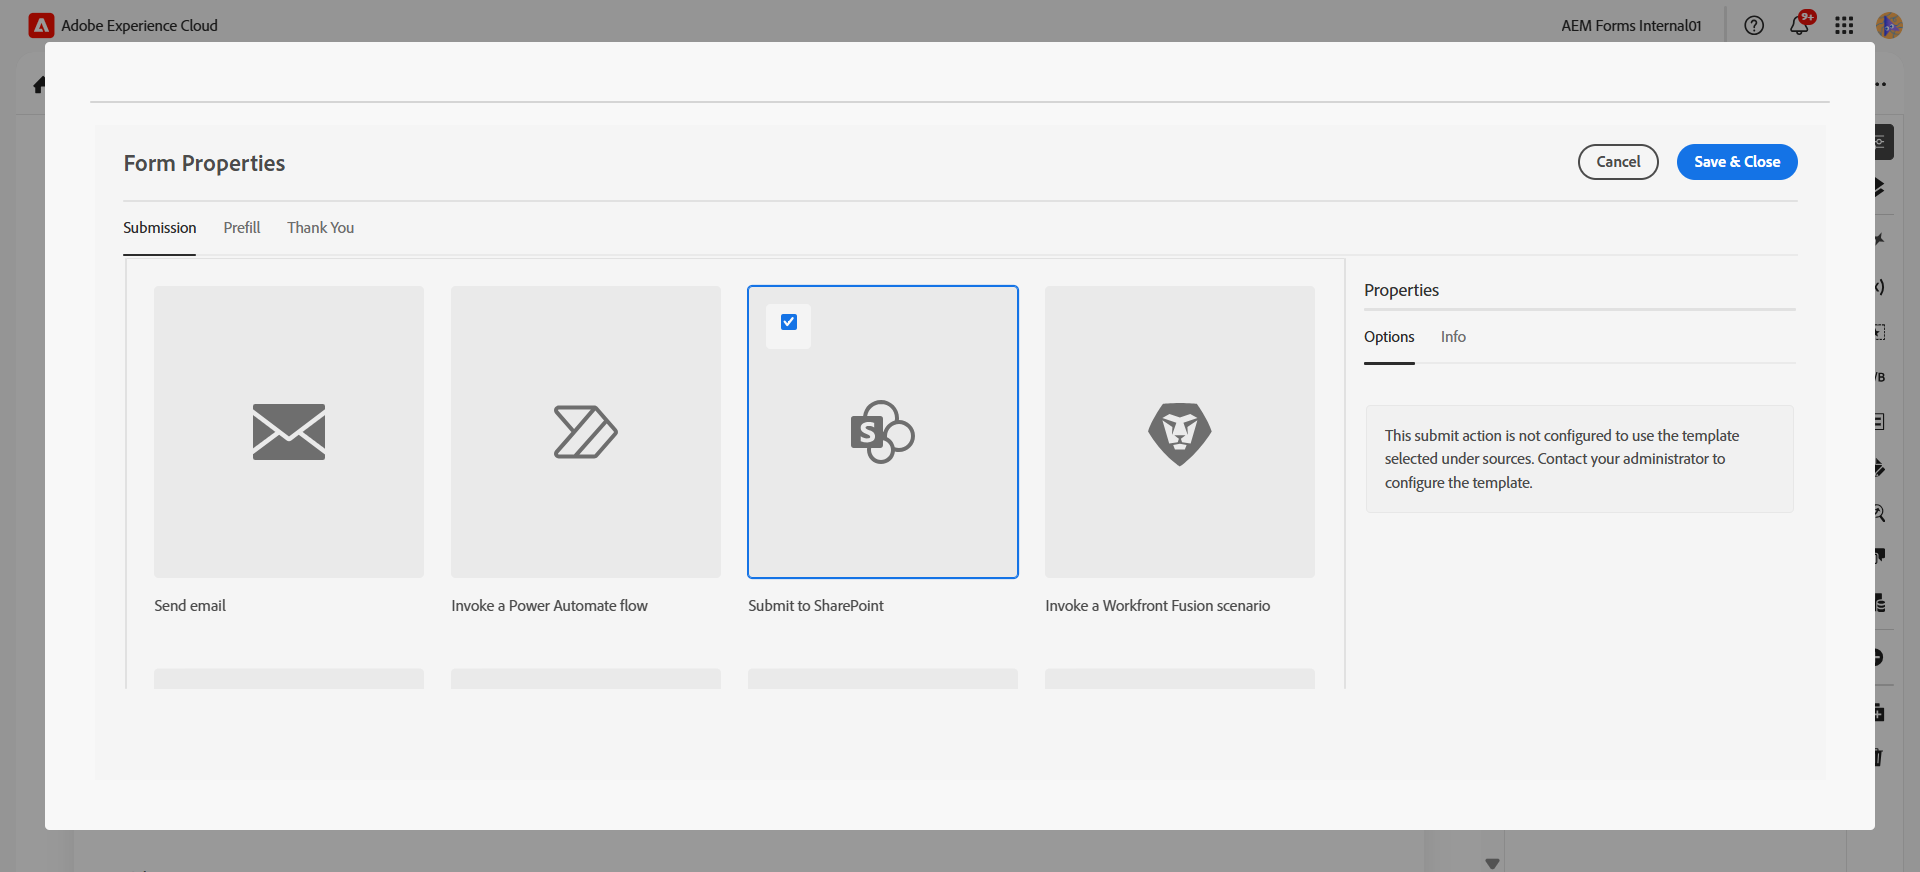 Adobe Experience Cloud
AEM Forms Internal01
9+
Form Properties
Cancel
Save & Close
Submission
Prefill
Thank You
Properties
Options
Info
This submit action is not configured to use the template
selected under sources. Contact your administrator to
configure the template.
S
Send email
Invoke a Power Automate flow
Submit to SharePoint
Invoke a Workfront Fusion scenario